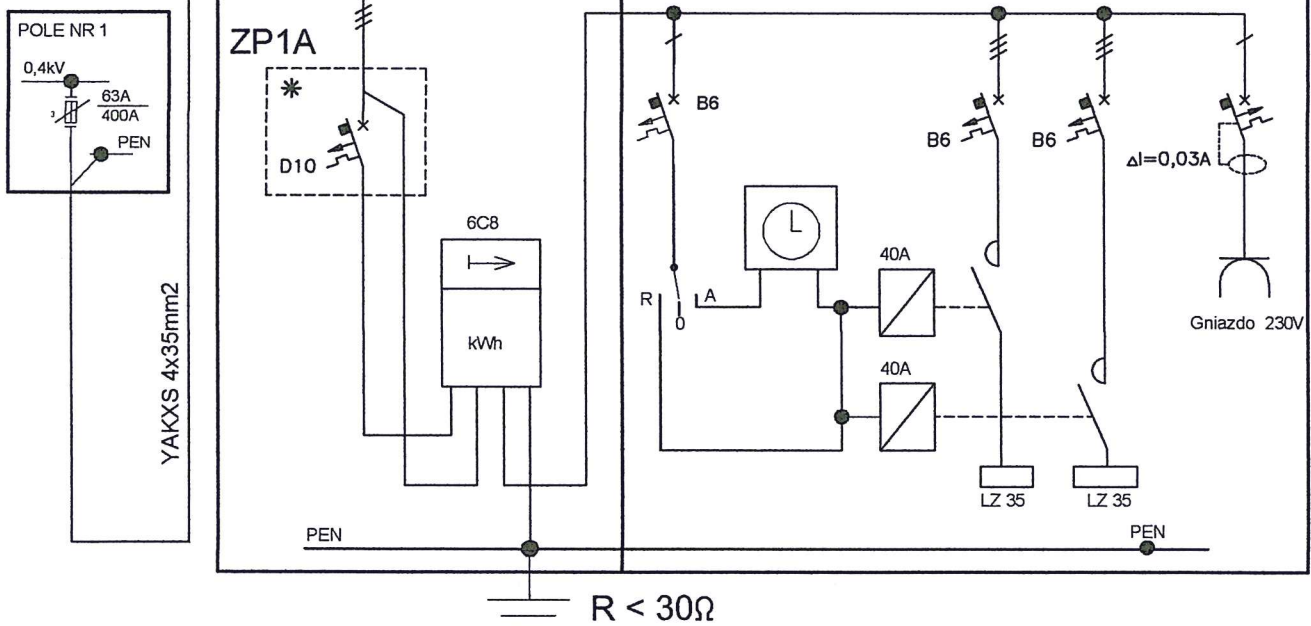 POLE NR 1
0,4kV
63A
400A
PEN
YAKXS 4x35mm2
ZP1A
D10
6C8
kWh
B6
B6
B6
ΔI=0,03A
R
0
A
40A
40A
Gniazdo 230V
LZ 35
LZ 35
PEN
PEN
R < 30Ω